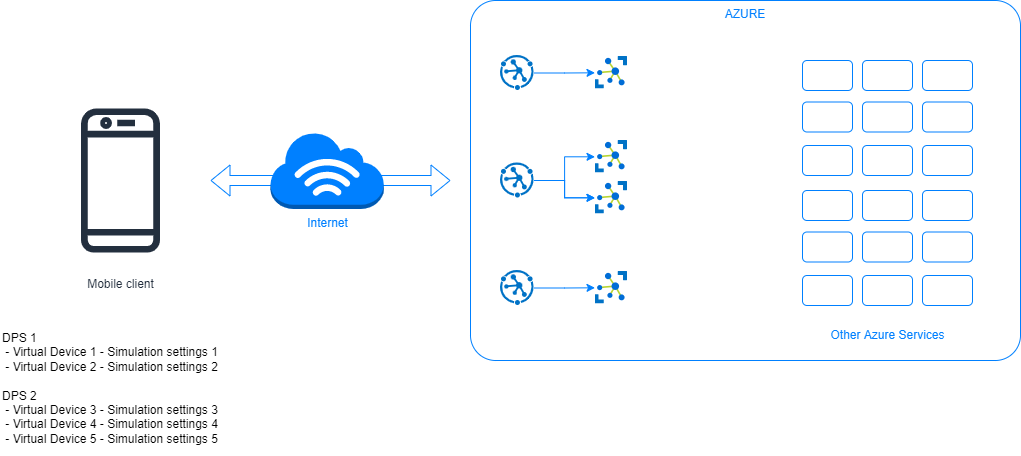 AZURE
Internet
Mobile client
Other Azure Services
DPS 1
- Virtual Device 1 - Simulation settings 1
- Virtual Device 2 - Simulation settings 2
DPS 2
- Virtual Device 3 - Simulation settings 3
- Virtual Device 4 - Simulation settings 4
- Virtual Device 5 - Simulation settings 5